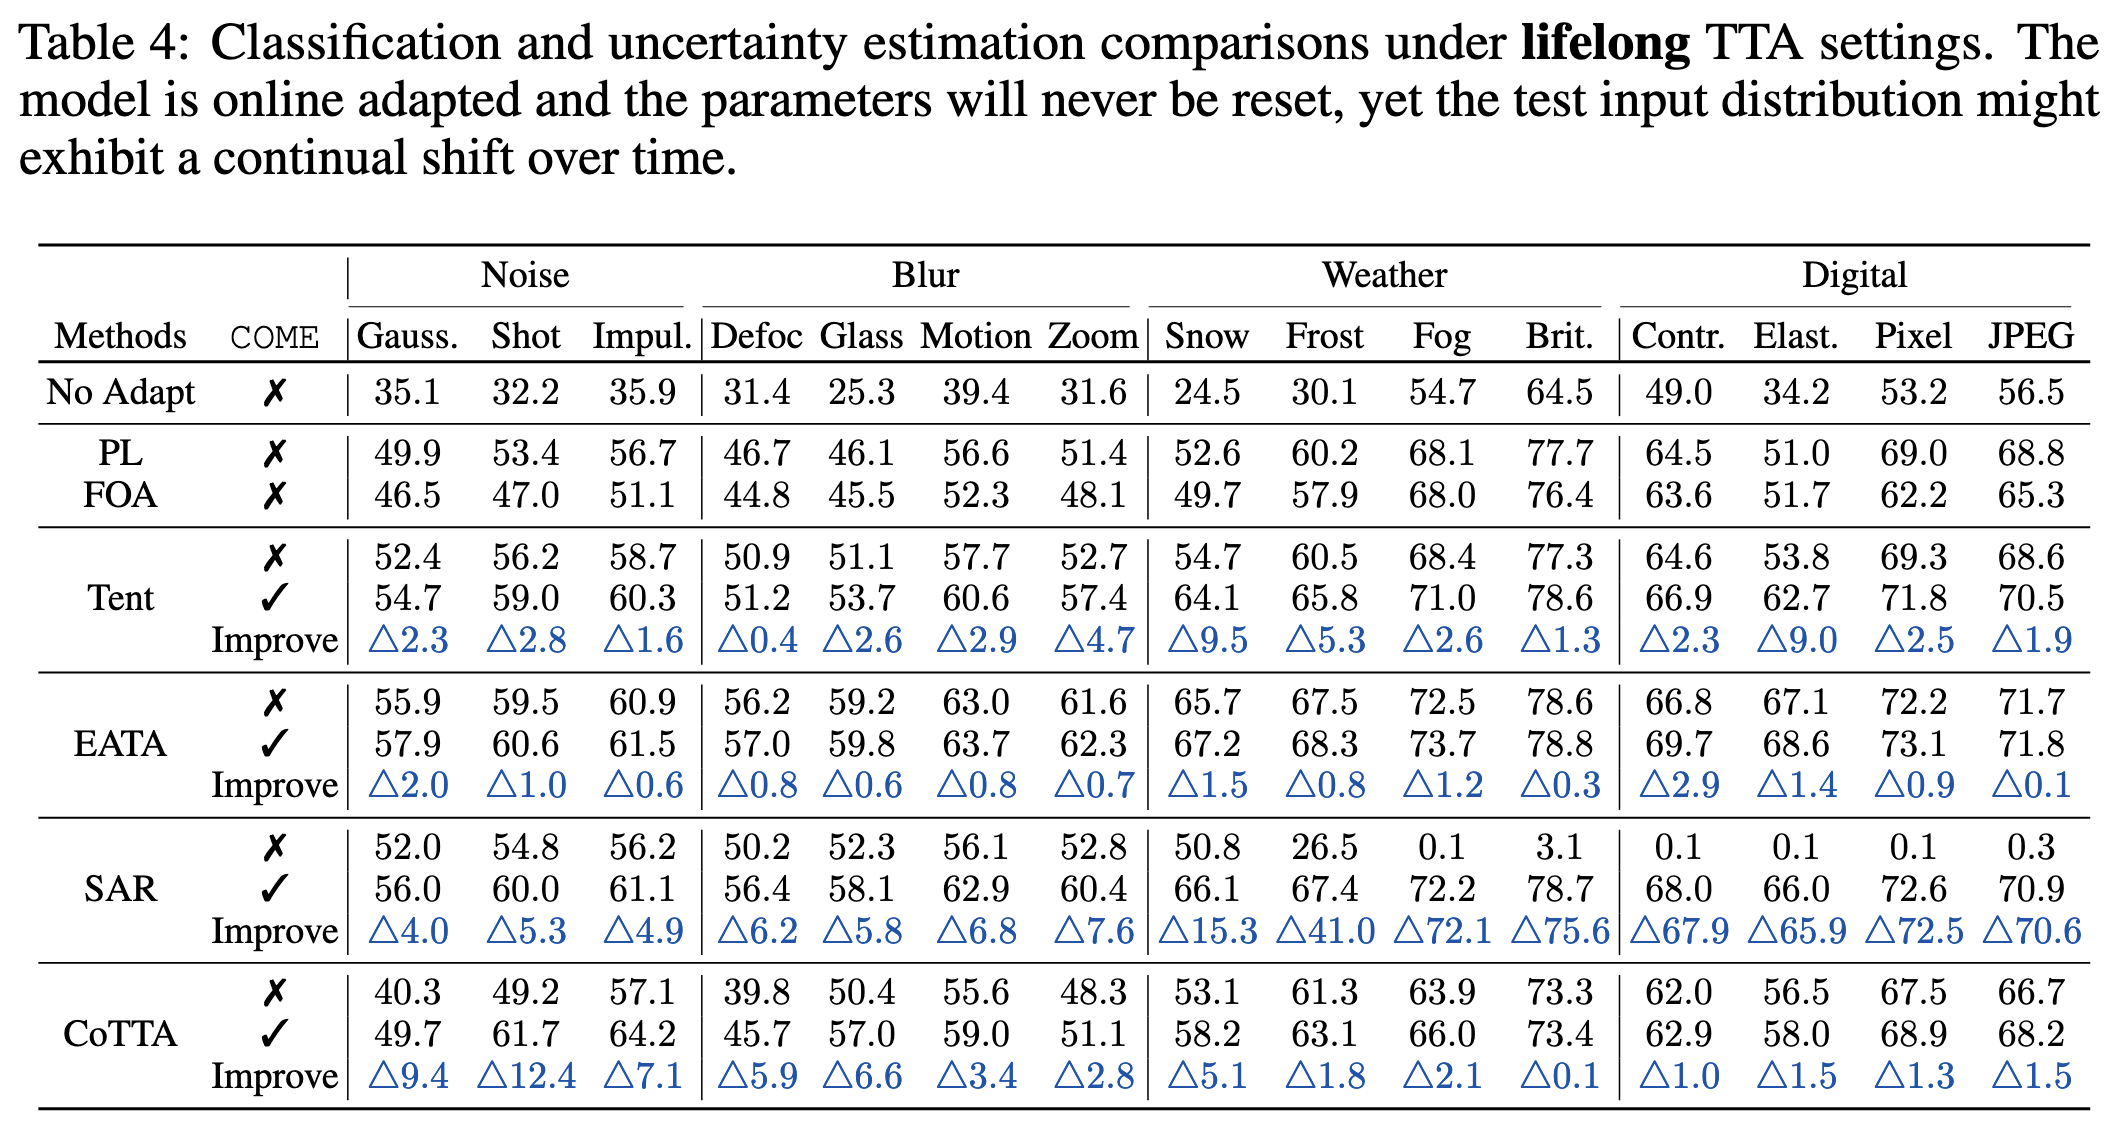 Table 4: Classification and uncertainty estimation comparisons under lifelong TTA settings. The
model is online adapted and the parameters will never be reset, yet the test input distribution might
exhibit a continual shift over time.
Noise Blur Weather Digital
Methods COME Gauss. Shot Impul. Defoc Glass Motion Zoom Snow Frost Fog Brit. Contr. Elast. Pixel JPEG
No Adapt ✗ 35.1 32.2 35.9 31.4 25.3 39.4 31.6 24.5 30.1 54.7 64.5 49.0 34.2 53.2 56.5
PL ✗ 49.9 53.4 56.7 46.7 46.1 56.6 51.4 52.6 60.2 68.1 77.7 64.5 51.0 69.0 68.8
FOA ✗ 46.5 47.0 51.1 44.8 45.5 52.3 48.1 49.7 57.9 68.0 76.4 63.6 51.7 62.2 65.3
✗ 52.4 56.2 58.7 50.9 51.1 57.7 52.7 54.7 60.5 68.4 77.3 64.6 53.8 69.3 68.6
Tent ✓ 54.7 59.0 60.3 51.2 53.7 60.6 57.4 64.1 65.8 71.0 78.6 66.9 62.7 71.8 70.5
Improve △2.3 △2.8 △1.6 △0.4 △2.6 △2.9 △4.7 △9.5 △5.3 △2.6 △1.3 △2.3 △9.0 △2.5 △1.9
✗ 55.9 59.5 60.9 56.2 59.2 63.0 61.6 65.7 67.5 72.5 78.6 66.8 67.1 72.2 71.7
EATA ✓ 57.9 60.6 61.5 57.0 59.8 63.7 62.3 67.2 68.3 73.7 78.8 69.7 68.6 73.1 71.8
Improve △2.0 △1.0 △0.6 △0.8 △0.6 △0.8 △0.7 △1.5 △0.8 △1.2 △0.3 △2.9 △1.4 △0.9 △0.1
✗ 52.0 54.8 56.2 50.2 52.3 56.1 52.8 50.8 26.5 0.1 3.1 0.1 0.1 0.1 0.3
SAR ✓ 56.0 60.0 61.1 56.4 58.1 62.9 60.4 66.1 67.4 72.2 78.7 68.0 66.0 72.6 70.9
Improve △4.0 △5.3 △4.9 △6.2 △5.8 △6.8 △7.6 △15.3 △41.0 △72.1 △75.6 △67.9 △65.9 △72.5 △70.6
✗ 40.3 49.2 57.1 39.8 50.4 55.6 48.3 53.1 61.3 63.9 73.3 62.0 56.5 67.5 66.7
CoTTA ✓ 49.7 61.7 64.2 45.7 57.0 59.0 51.1 58.2 63.1 66.0 73.4 62.9 58.0 68.9 68.2
Improve △9.4 △12.4 △7.1 △5.9 △6.6 △3.4 △2.8 △5.1 △1.8 △2.1 △0.1 △1.0 △1.5 △1.3 △1.5